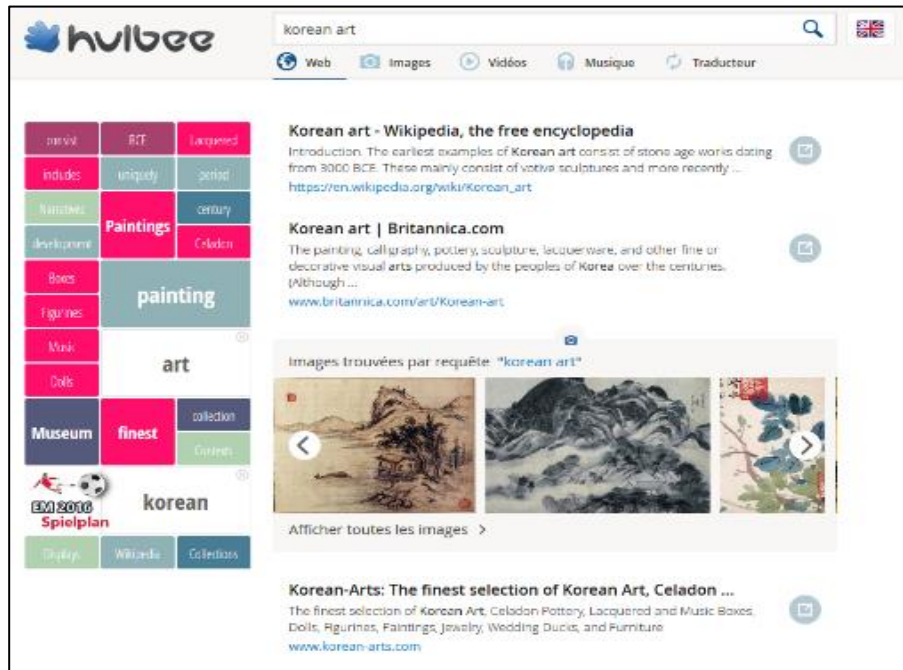 hulbee
korean art
Web Images Vidéos Musique Traducteur
consist BCE Lacquered
includes uniquely period
Narratives Paintings century
development Celadon
Boxes painting
Figurines
Music art
Dolls
Museum finest collection
Contents
EM 2016 korean
Spielplan
Displays Wikipedia Collections
Korean art - Wikipedia, the free encyclopedia
Introduction. The earliest examples of Korean art consist of stone age works dating
from 3000 BCE. These mainly consist of votive sculptures and more recently ...
https://en.wikipedia.org/wiki/Korean_art
Korean art | Britannica.com
The painting, calligraphy, pottery, sculpture, lacquerware, and other fine or
decorative visual arts produced by the peoples of Korea over the centuries.
(Although ...
www.britannica.com/art/Korean-art
Images trouvées par requête "korean art"
Afficher toutes les images >
Korean-Arts: The finest selection of Korean Art, Celadon ...
The finest selection of Korean Art, Celadon Pottery, Lacquered and Music Boxes,
Dolls, Figurines, Paintings, Jewelry, Wedding Ducks, and Furniture
www.korean-arts.com